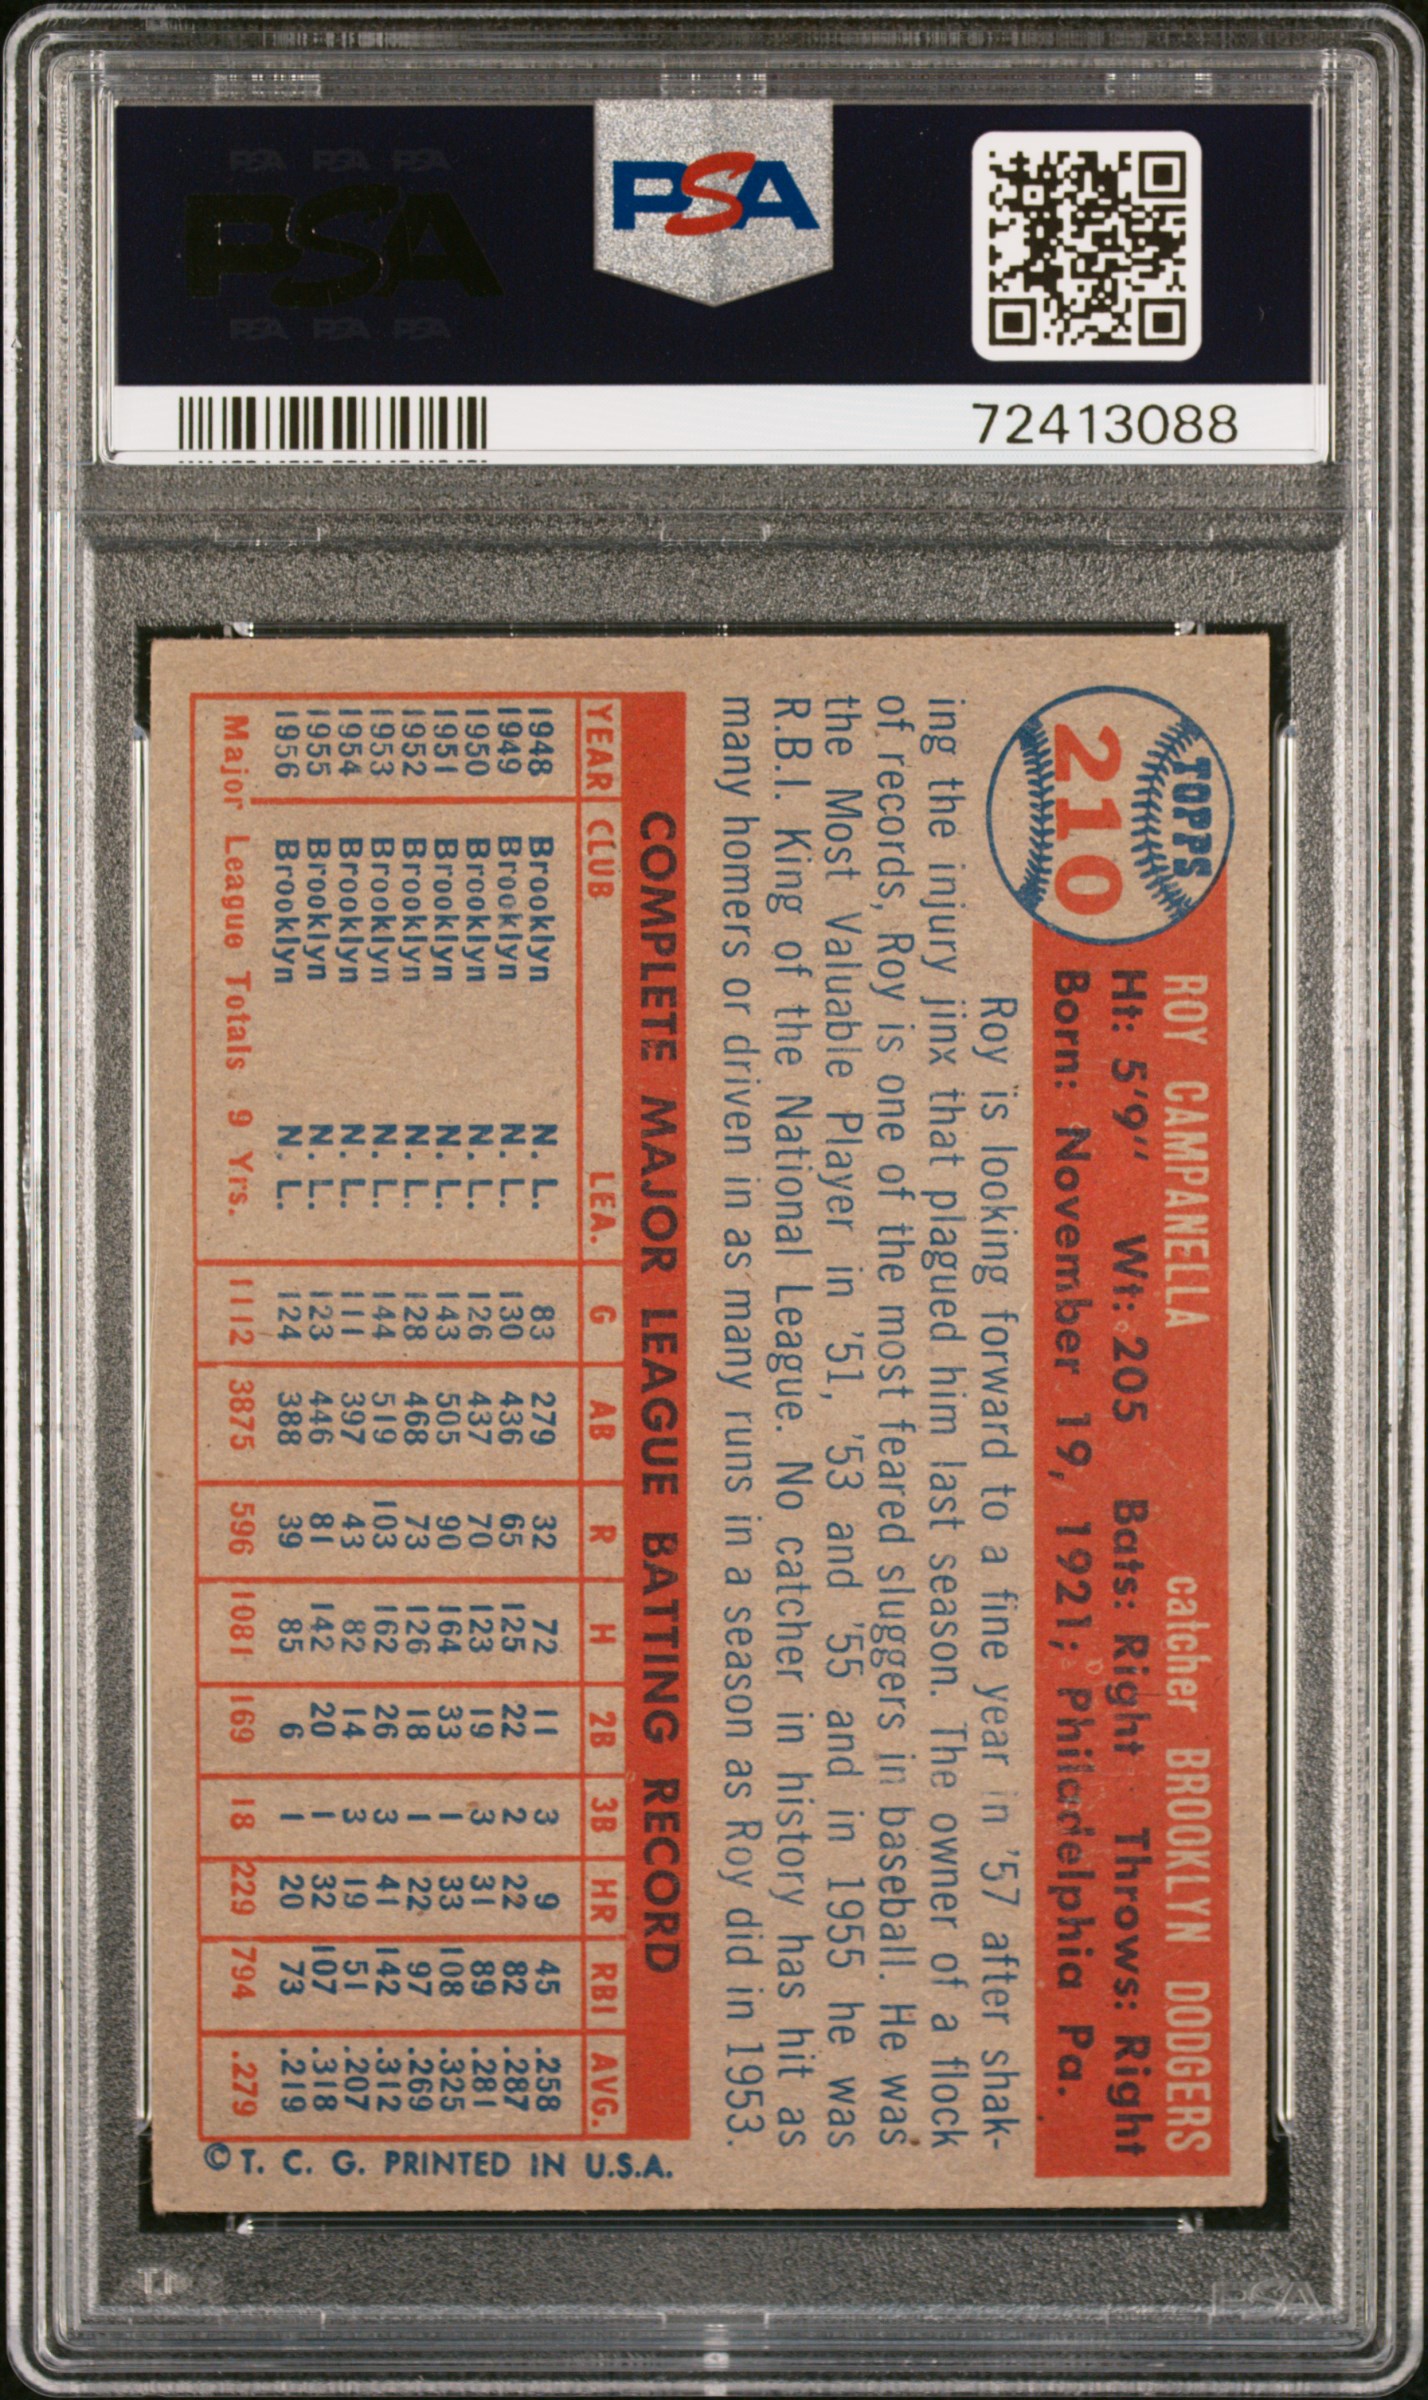 PSA PSA PSA
PSA
PSA PSA PSA
PSA
72413088
TOPPS
210
ROY CAMPANELLA catcher BROOKLYN DODGERS
Ht: 5'9" Wt: 205 Bats: Right Throws: Right
Born: November 19, 1921; Philadelphia Pa.
Roy is looking forward to a fine year in '57 after shak-
ing the injury jinx that plagued him last season. The owner of a flock
of records, Roy is one of the most feared sluggers in baseball. He was
the Most Valuable Player in '51, '53 and '55 and in 1955 he was
R.B.I. King of the National League. No catcher in history has hit as
many homers or driven in as many runs in a season as Roy did in 1953.
COMPLETE MAJOR LEAGUE BATTING RECORD
YEAR CLUB LEA. G AB R H 2B 3B HR RBI AVG.
1948 Brooklyn N. L. 83 279 32 72 11 3 9 45 .258
1949 Brooklyn N. L. 130 436 65 125 22 2 22 82 .287
1950 Brooklyn N. L. 126 437 70 123 19 3 31 89 .281
1951 Brooklyn N. L. 143 505 90 164 33 1 33 108 .325
1952 Brooklyn N. L. 128 468 73 126 18 1 22 97 .269
1953 Brooklyn N. L. 144 519 103 162 26 3 41 142 .312
1954 Brooklyn N. L. 111 397 43 82 14 3 19 51 .207
1955 Brooklyn N. L. 123 446 81 142 20 1 32 107 .318
1956 Brooklyn N. L. 124 388 39 85 6 1 20 73 .219
Major League Totals 9 Yrs. 1112 3875 596 1081 169 18 229 794 .279
© T. C. G. PRINTED IN U.S.A.
PSA